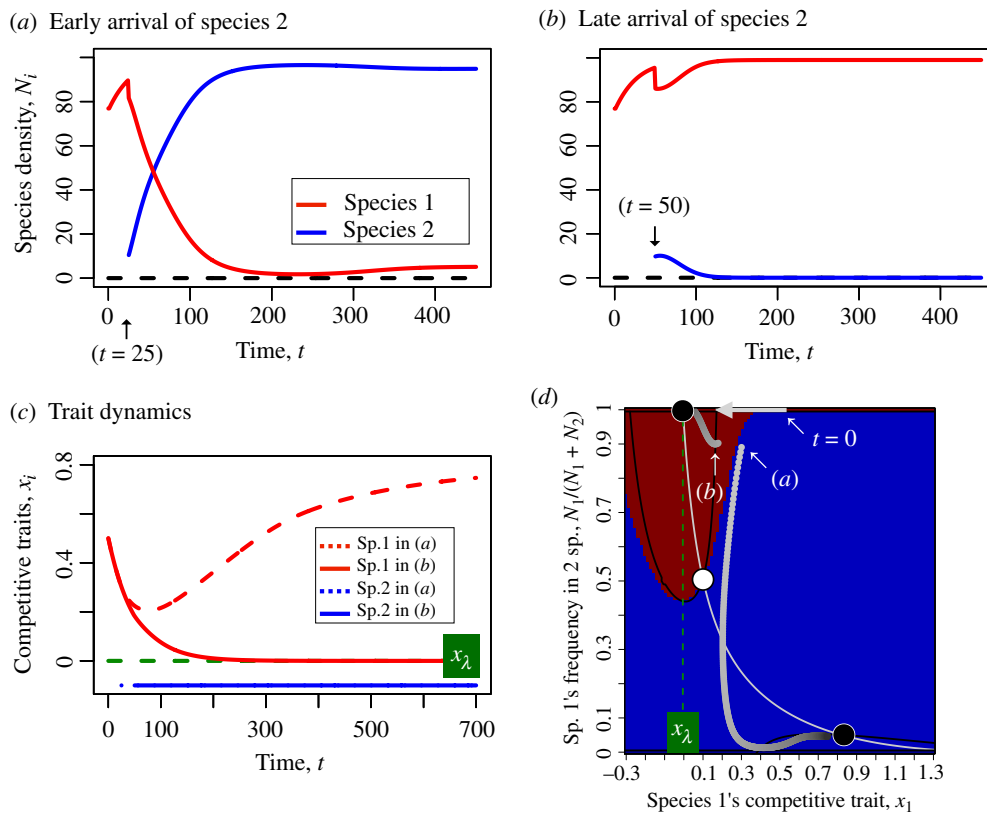 (a) Early arrival of species 2
Species density, Nᵢ
80
60
40
20
0
Species 1
Species 2
0 100 200 300 400
(t = 25)
Time, t
(b) Late arrival of species 2
80
60
40
20
0
(t = 50)
0 100 200 300 400
Time, t
(c) Trait dynamics
Competitive traits, xᵢ
0.8
0.4
0
Sp.1 in (a)
Sp.1 in (b)
Sp.2 in (a)
Sp.2 in (b)
xλ
0 100 300 500 700
Time, t
(d)
Sp. 1's frequency in 2 sp., N₁/(N₁ + N₂)
1
0.9
0.7
0.5
0.3
0.1
0
t = 0
(a)
(b)
xλ
–0.3 0.1 0.3 0.5 0.7 0.9 1.1 1.3
Species 1's competitive trait, x₁